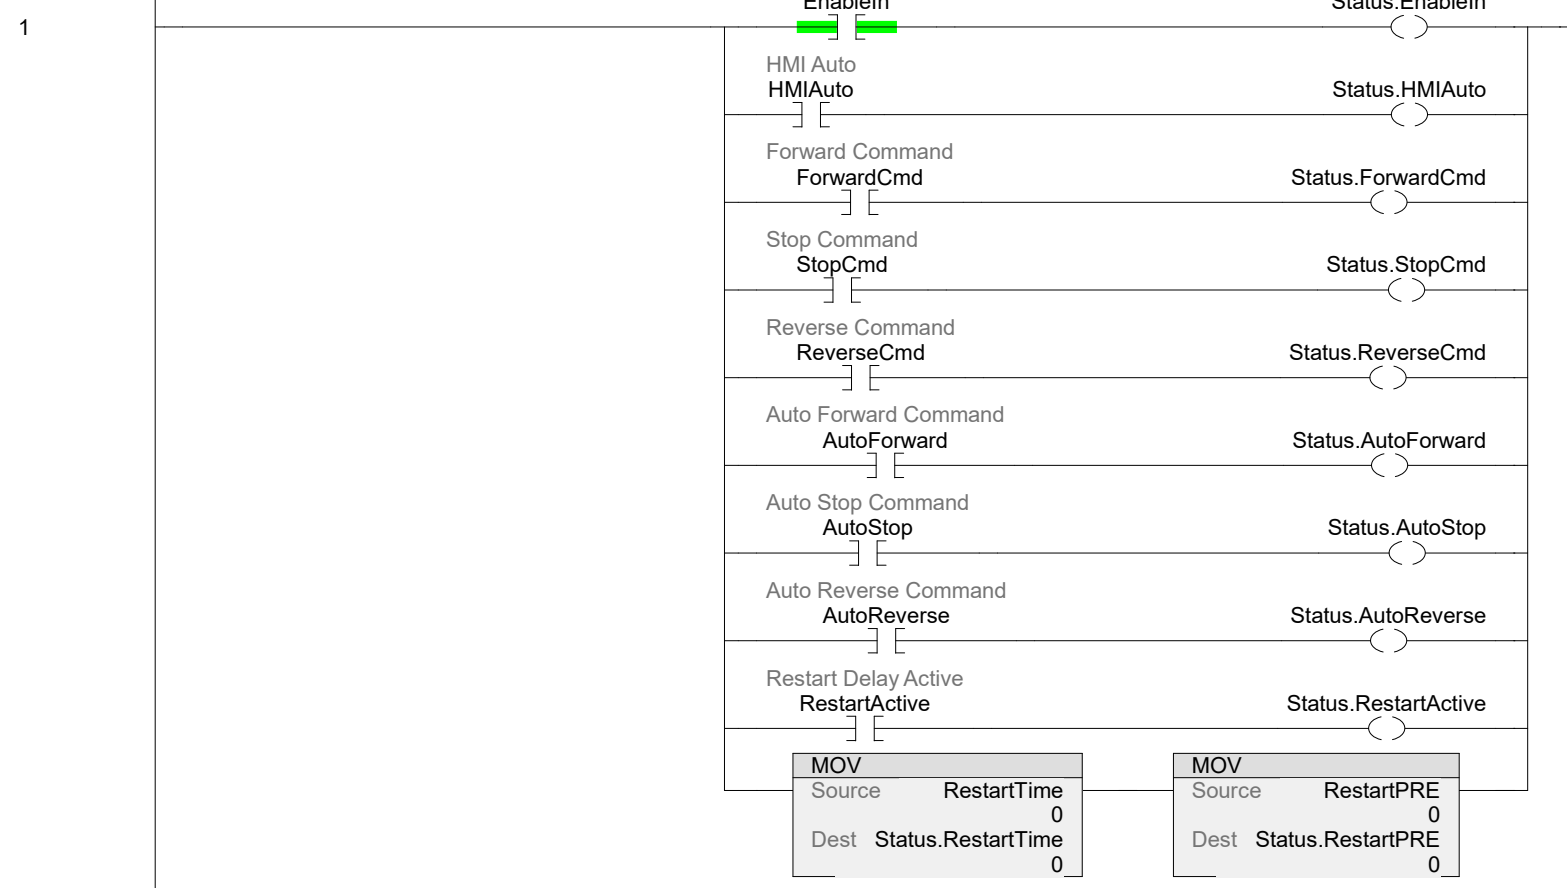 1
EnableIn Status.EnableIn
HMI Auto
HMIAuto Status.HMIAuto
Forward Command
ForwardCmd Status.ForwardCmd
Stop Command
StopCmd Status.StopCmd
Reverse Command
ReverseCmd Status.ReverseCmd
Auto Forward Command
AutoForward Status.AutoForward
Auto Stop Command
AutoStop Status.AutoStop
Auto Reverse Command
AutoReverse Status.AutoReverse
Restart Delay Active
RestartActive Status.RestartActive
MOV MOV
Source RestartTime Source RestartPRE
0 0
Dest Status.RestartTime Dest Status.RestartPRE
0 0